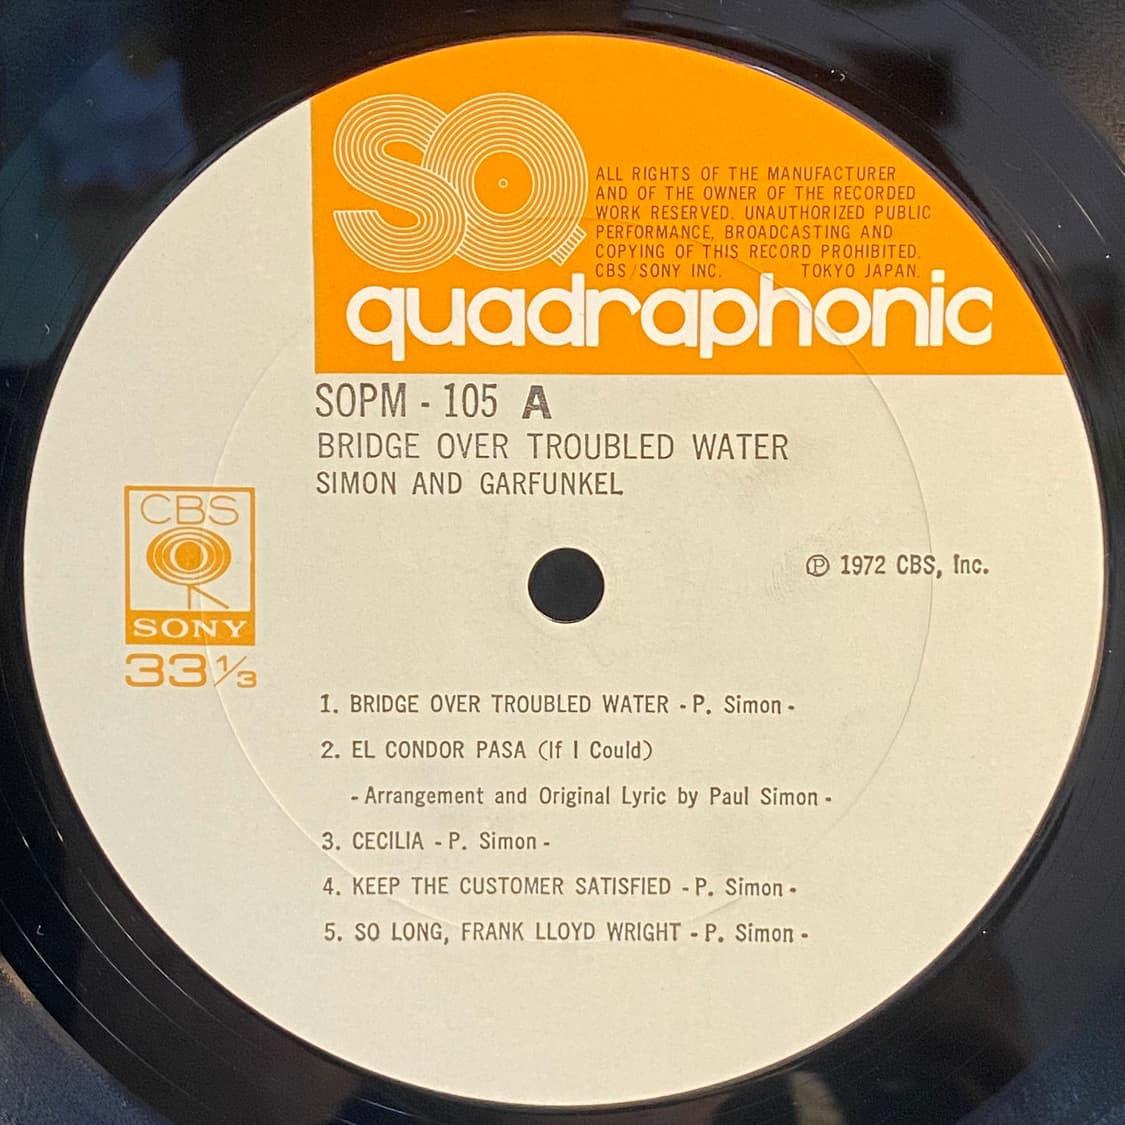 SQ
ALL RIGHTS OF THE MANUFACTURER
AND OF THE OWNER OF THE RECORDED
WORK RESERVED. UNAUTHORIZED PUBLIC
PERFORMANCE, BROADCASTING AND
COPYING OF THIS RECORD PROHIBITED.
CBS/SONY INC. TOKYO JAPAN.
quadraphonic
SOPM - 105 A
BRIDGE OVER TROUBLED WATER
SIMON AND GARFUNKEL
CBS
SONY
33 1/3
℗ 1972 CBS, Inc.
1. BRIDGE OVER TROUBLED WATER - P. Simon -
2. EL CONDOR PASA (If I Could)
- Arrangement and Original Lyric by Paul Simon -
3. CECILIA - P. Simon -
4. KEEP THE CUSTOMER SATISFIED - P. Simon -
5. SO LONG, FRANK LLOYD WRIGHT - P. Simon -